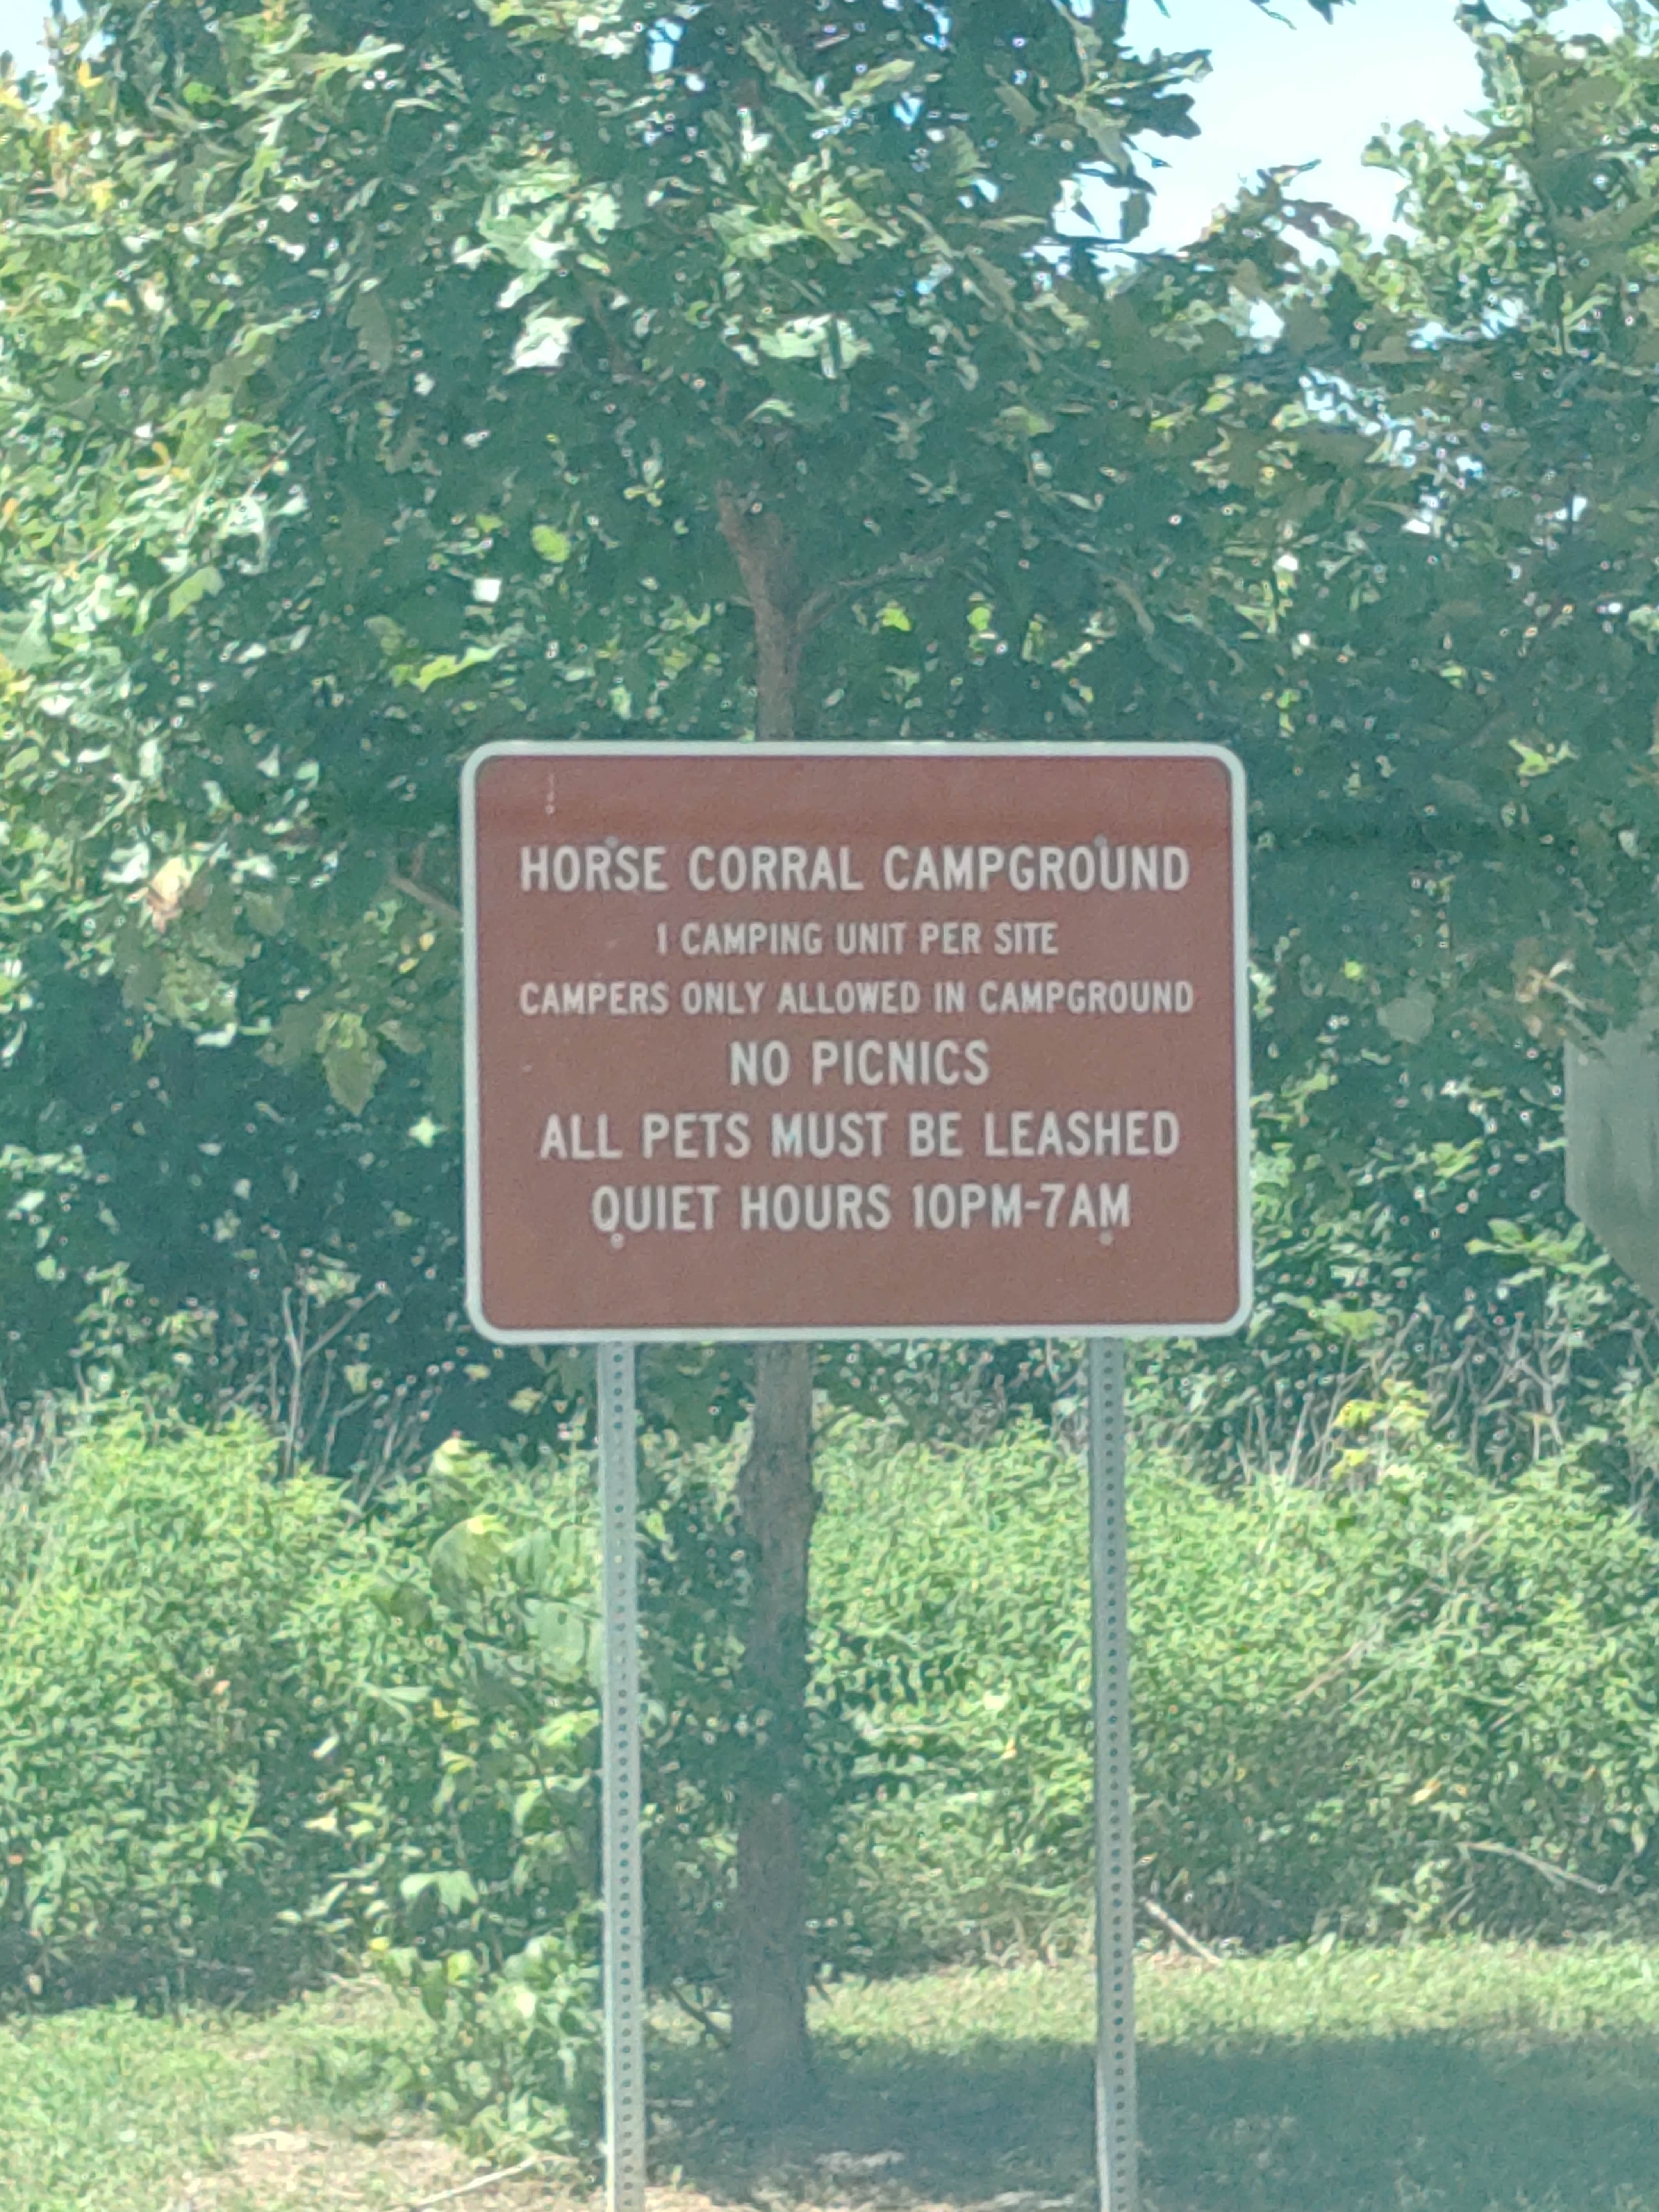 HORSE CORRAL CAMPGROUND
1 CAMPING UNIT PER SITE
CAMPERS ONLY ALLOWED IN CAMPGROUND
NO PICNICS
ALL PETS MUST BE LEASHED
QUIET HOURS 10PM-7AM